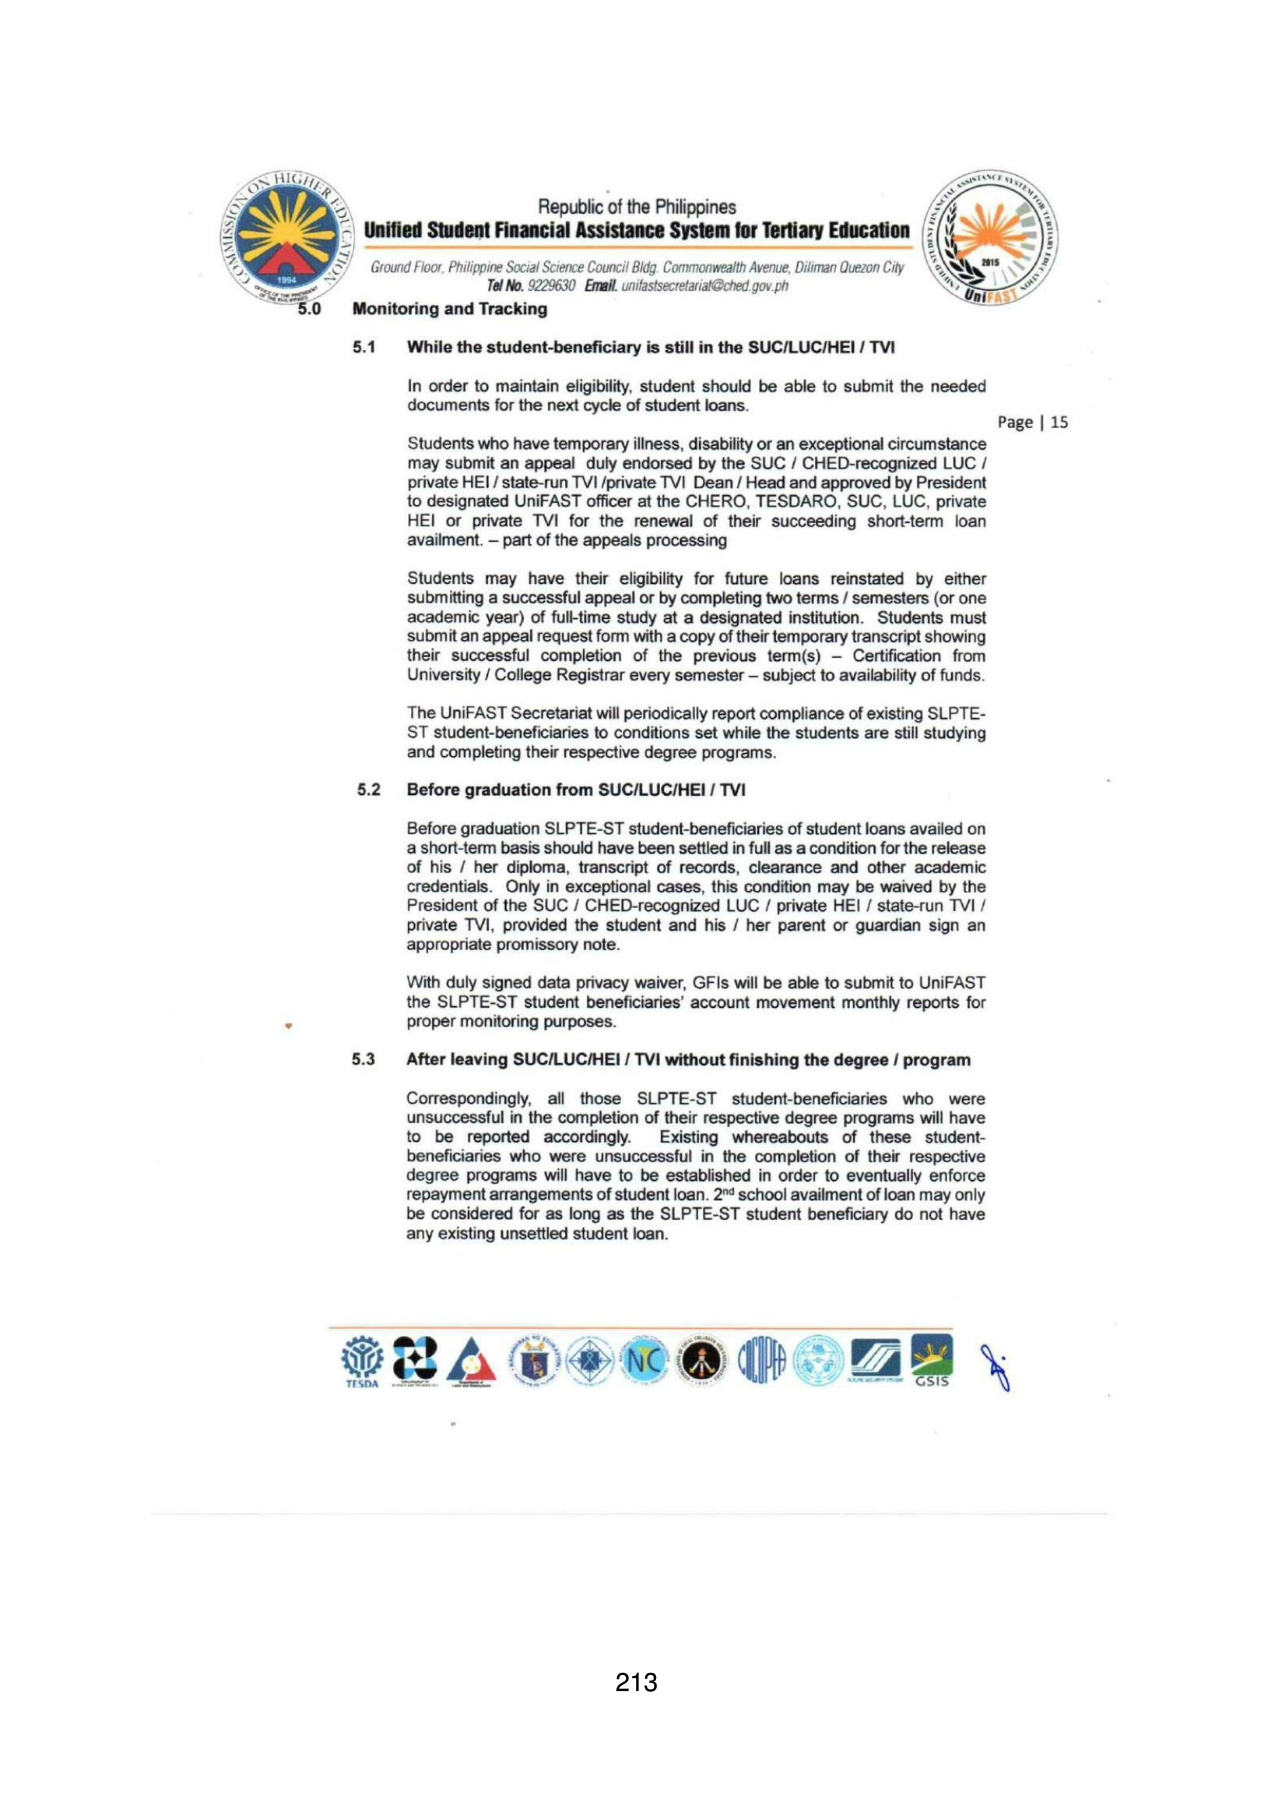 COMMISSION ON HIGHER EDUCATION
1994
OFFICE OF THE PRESIDENT
OF THE PHILIPPINES
Republic of the Philippines
Unified Student Financial Assistance System for Tertiary Education
Ground Floor, Philippine Social Science Council Bldg. Commonwealth Avenue, Diliman Quezon City
Tel No. 9229630 Email. unifastsecretariat@ched.gov.ph
UNIFIED STUDENT FINANCIAL ASSISTANCE SYSTEM FOR TERTIARY EDUCATION
2015
UniFAST
5.0 Monitoring and Tracking
5.1 While the student-beneficiary is still in the SUC/LUC/HEI / TVI
In order to maintain eligibility, student should be able to submit the needed
documents for the next cycle of student loans.
Page | 15
Students who have temporary illness, disability or an exceptional circumstance
may submit an appeal duly endorsed by the SUC / CHED-recognized LUC /
private HEI / state-run TVI /private TVI Dean / Head and approved by President
to designated UniFAST officer at the CHERO, TESDARO, SUC, LUC, private
HEI or private TVI for the renewal of their succeeding short-term loan
availment. – part of the appeals processing
Students may have their eligibility for future loans reinstated by either
submitting a successful appeal or by completing two terms / semesters (or one
academic year) of full-time study at a designated institution. Students must
submit an appeal request form with a copy of their temporary transcript showing
their successful completion of the previous term(s) – Certification from
University / College Registrar every semester – subject to availability of funds.
The UniFAST Secretariat will periodically report compliance of existing SLPTE-
ST student-beneficiaries to conditions set while the students are still studying
and completing their respective degree programs.
5.2 Before graduation from SUC/LUC/HEI / TVI
Before graduation SLPTE-ST student-beneficiaries of student loans availed on
a short-term basis should have been settled in full as a condition for the release
of his / her diploma, transcript of records, clearance and other academic
credentials. Only in exceptional cases, this condition may be waived by the
President of the SUC / CHED-recognized LUC / private HEI / state-run TVI /
private TVI, provided the student and his / her parent or guardian sign an
appropriate promissory note.
With duly signed data privacy waiver, GFIs will be able to submit to UniFAST
the SLPTE-ST student beneficiaries' account movement monthly reports for
proper monitoring purposes.
5.3 After leaving SUC/LUC/HEI / TVI without finishing the degree / program
Correspondingly, all those SLPTE-ST student-beneficiaries who were
unsuccessful in the completion of their respective degree programs will have
to be reported accordingly. Existing whereabouts of these student-
beneficiaries who were unsuccessful in the completion of their respective
degree programs will have to be established in order to eventually enforce
repayment arrangements of student loan. 2nd school availment of loan may only
be considered for as long as the SLPTE-ST student beneficiary do not have
any existing unsettled student loan.
TESDA
NYC
COCOPEA
GSIS
213